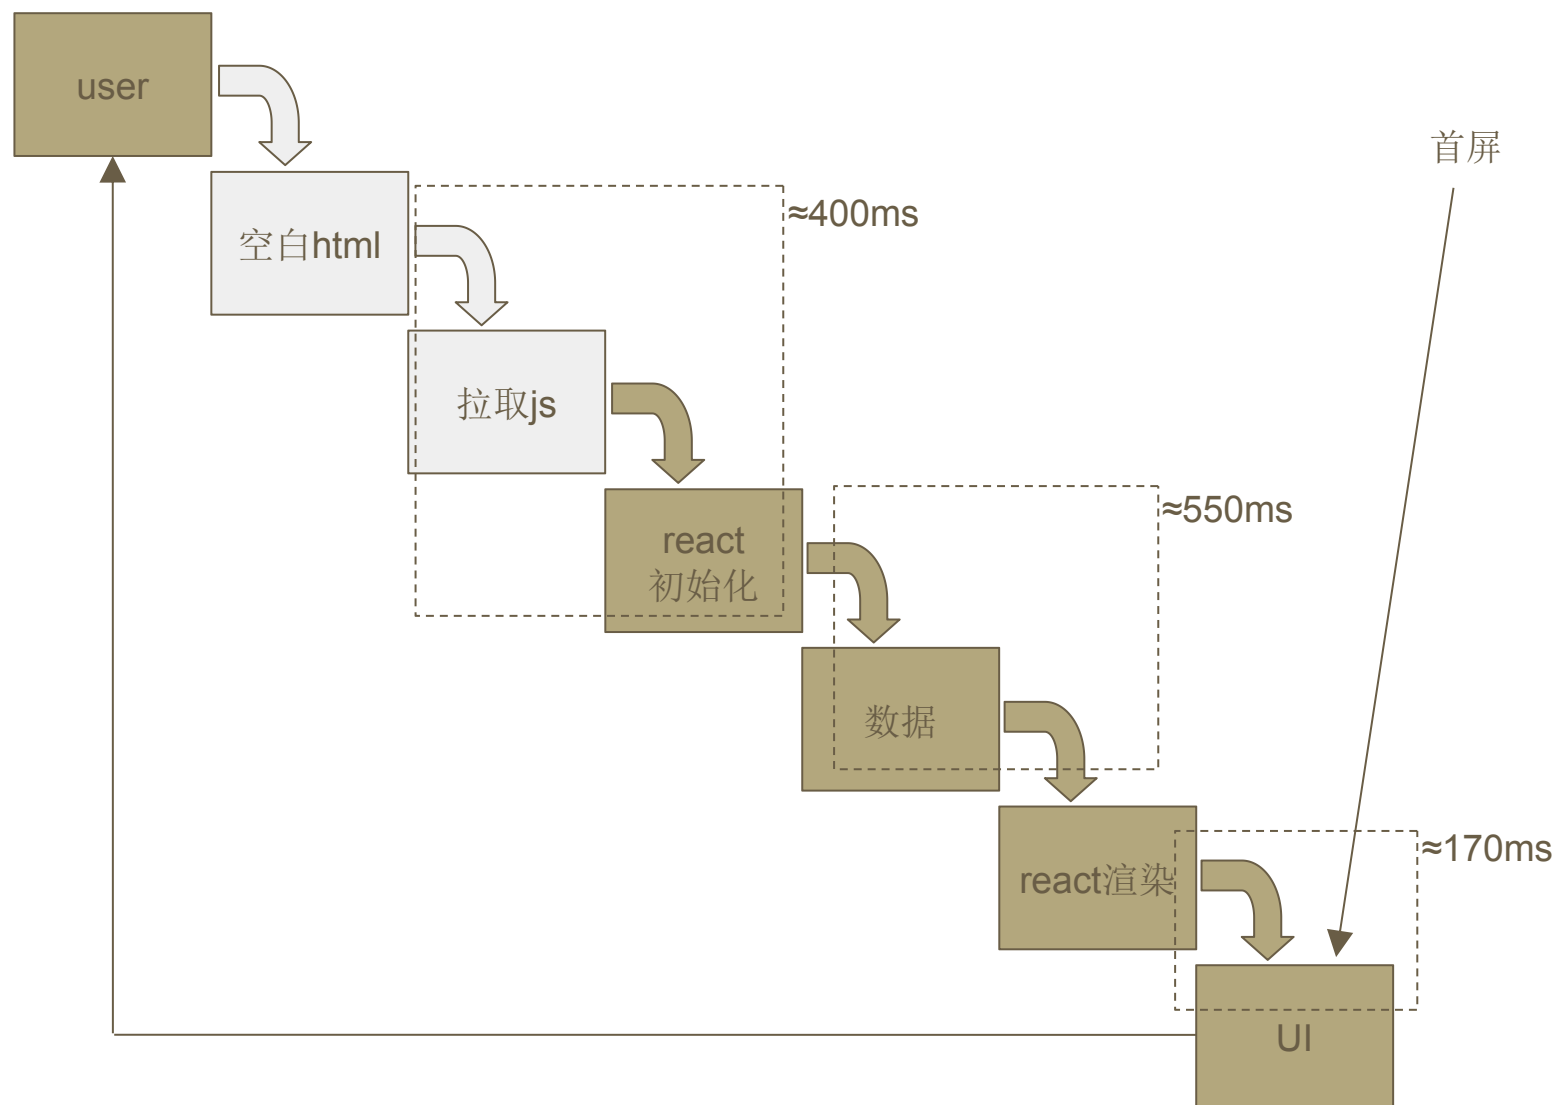 user
首屏
空白html
≈400ms
拉取js
react
初始化
≈550ms
数据
react渲染
≈170ms
UI